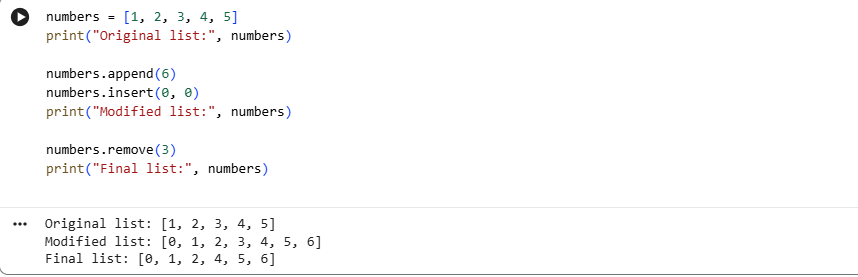 numbers = [1, 2, 3, 4, 5]
print("Original list:", numbers)
numbers.append(6)
numbers.insert(0, 0)
print("Modified list:", numbers)
numbers.remove(3)
print("Final list:", numbers)
Original list: [1, 2, 3, 4, 5]
Modified list: [0, 1, 2, 3, 4, 5, 6]
Final list: [0, 1, 2, 4, 5, 6]